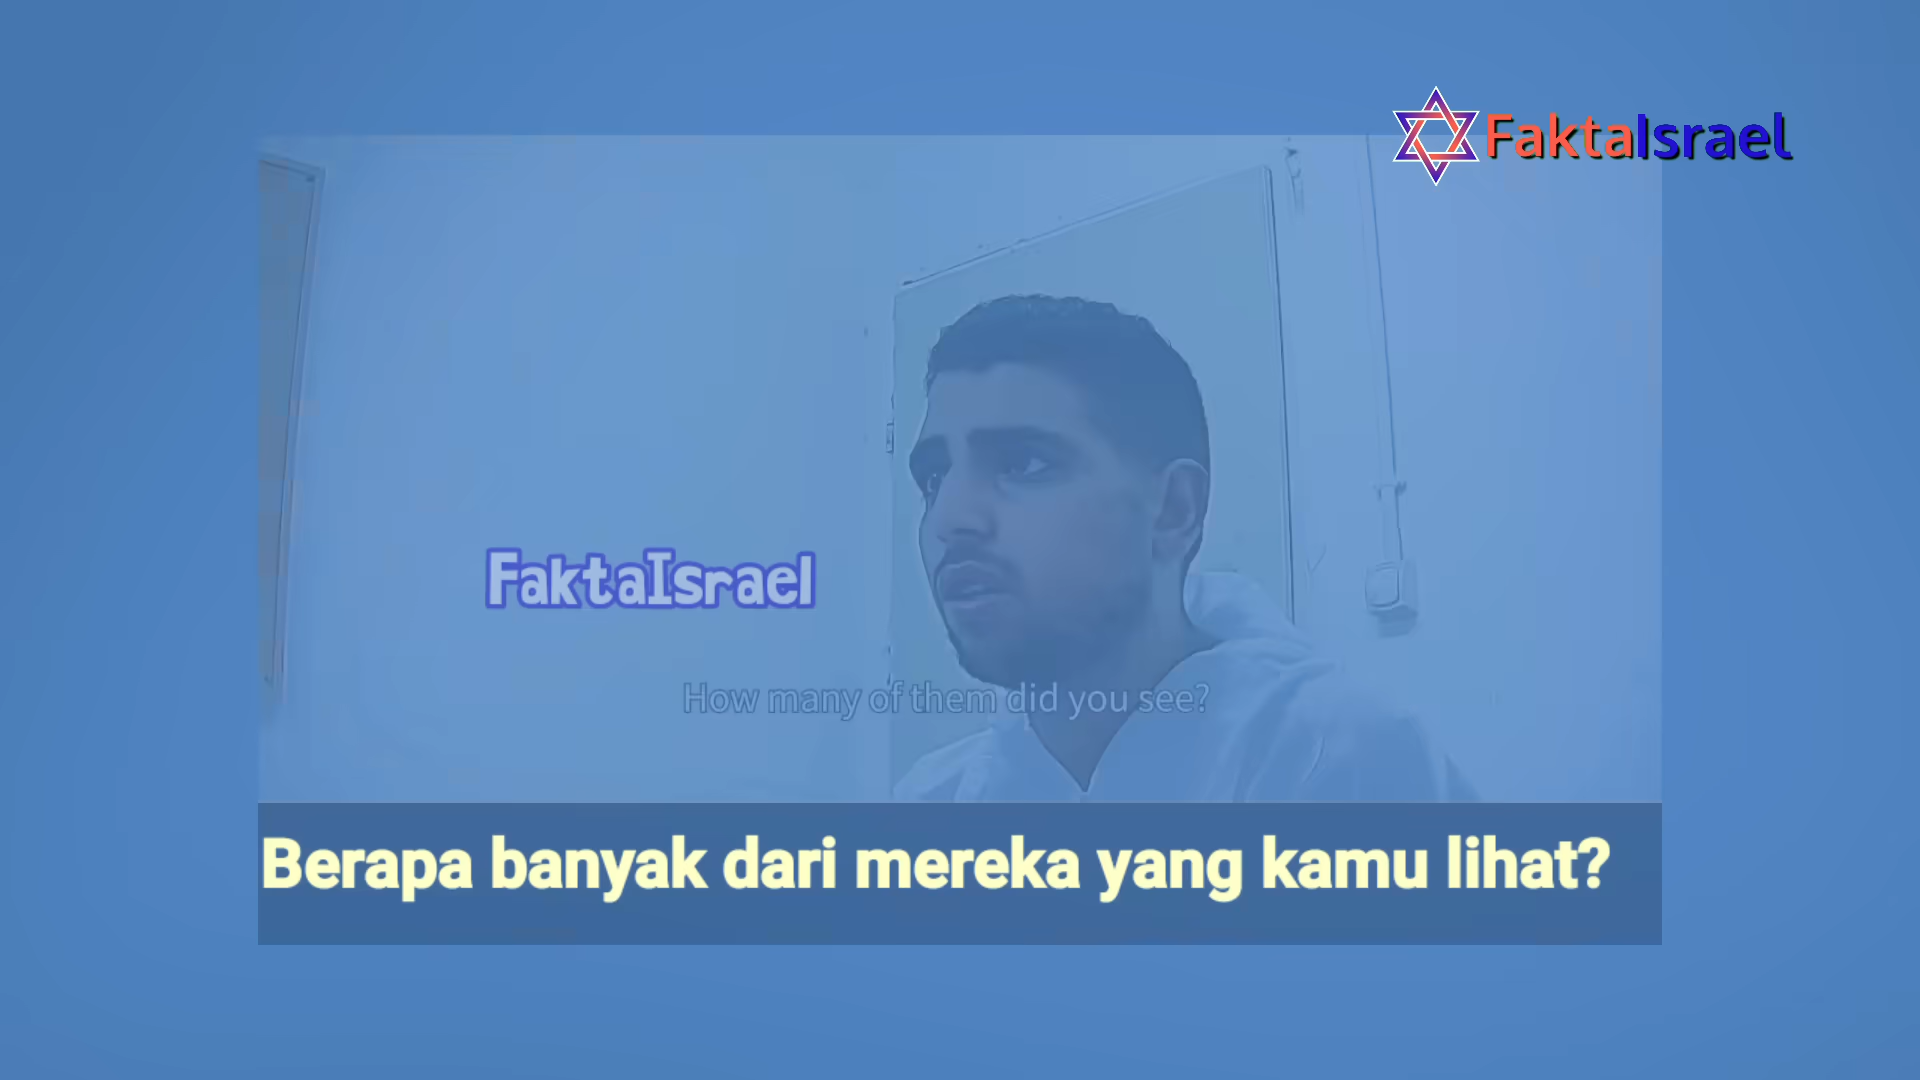 FaktaIsrael
FaktaIsrael
How many of them did you see?
Berapa banyak dari mereka yang kamu lihat?